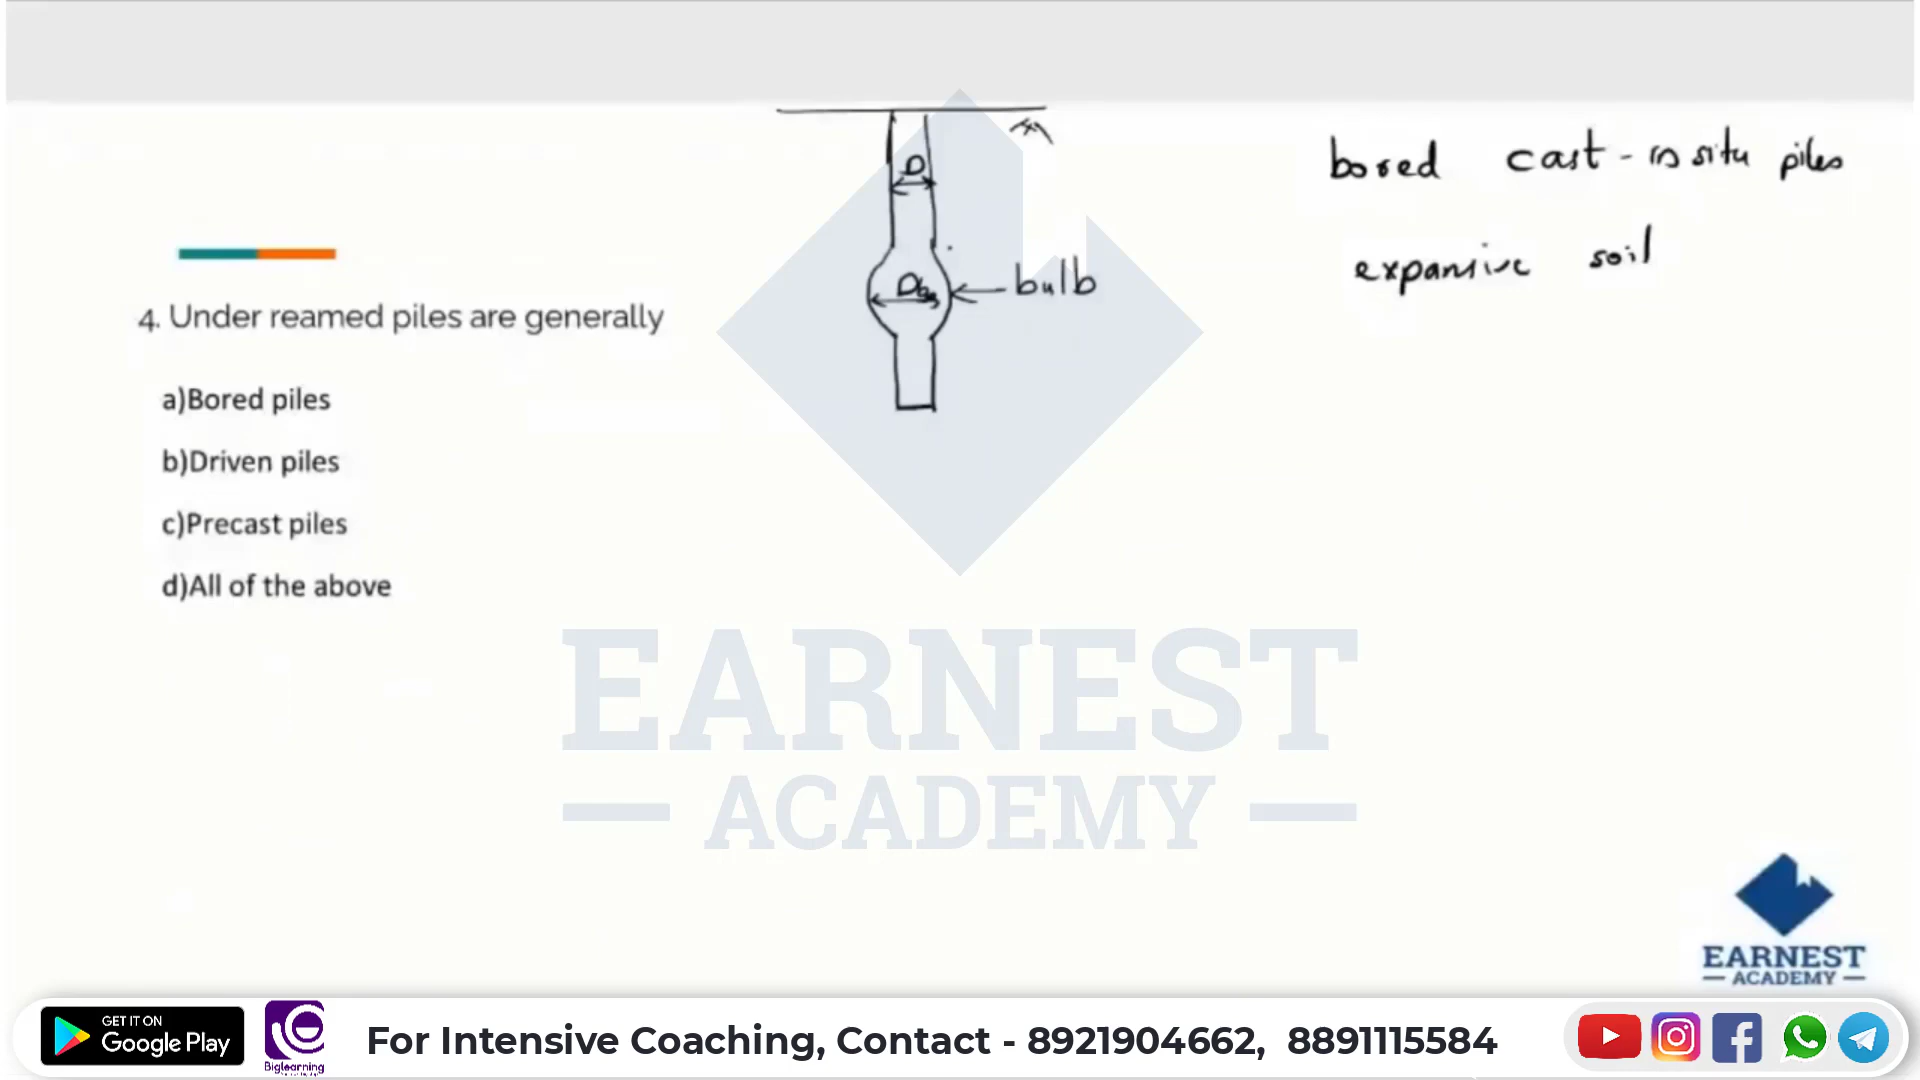 bored cast-in situ piles
expansive soil
D
bulb
4. Under reamed piles are generally
a)Bored piles
b)Driven piles
c)Precast piles
d)All of the above
EARNEST
ACADEMY
EARNEST
ACADEMY
GET IT ON
Google Play
Biglearning
For Intensive Coaching, Contact - 8921904662, 8891115584